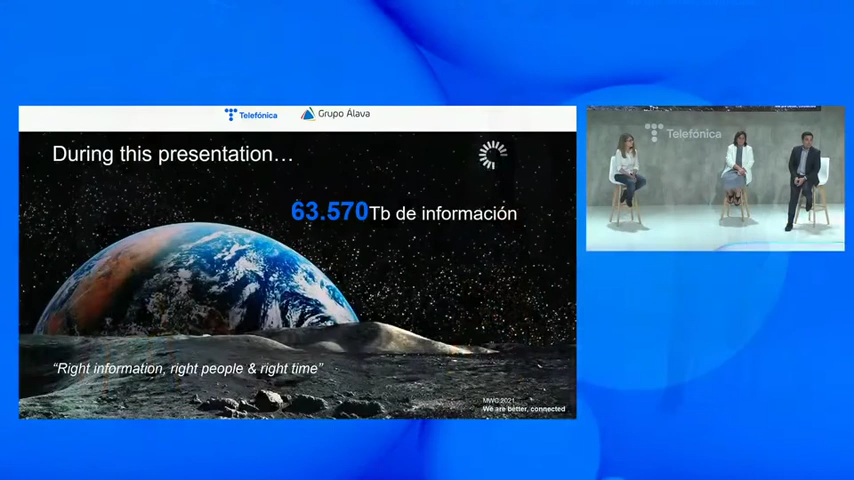 Telefónica
Grupo Álava
During this presentation…
63.570Tb de información
“Right information, right people & right time”
MWC 2021
We are better, connected
Telefónica